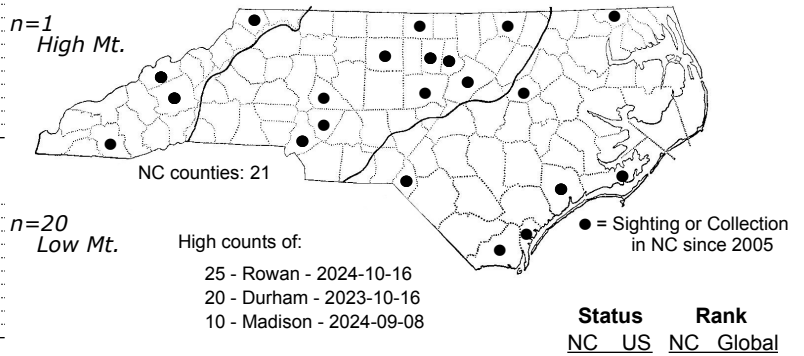 n=1
High Mt.
NC counties: 21
n=20
Low Mt.
High counts of:
25 - Rowan - 2024-10-16
20 - Durham - 2023-10-16
10 - Madison - 2024-09-08
● = Sighting or Collection
in NC since 2005
Status Rank
NC US NC Global